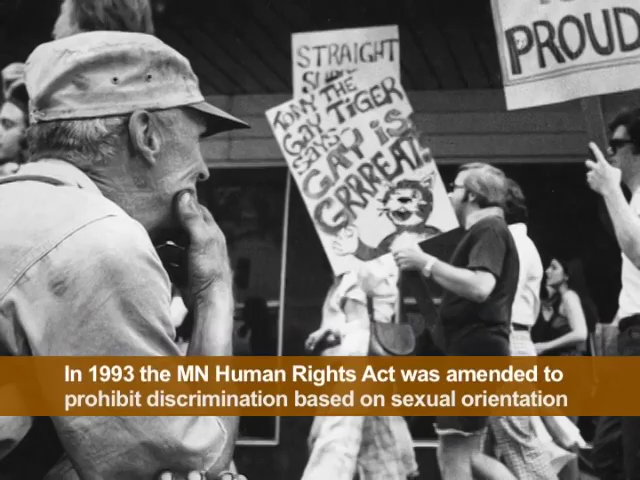 STRAIGHT
TONY THE TIGER
GAY
SAYS
GAY IS
GRRREAT!
PROUD
In 1993 the MN Human Rights Act was amended to
prohibit discrimination based on sexual orientation